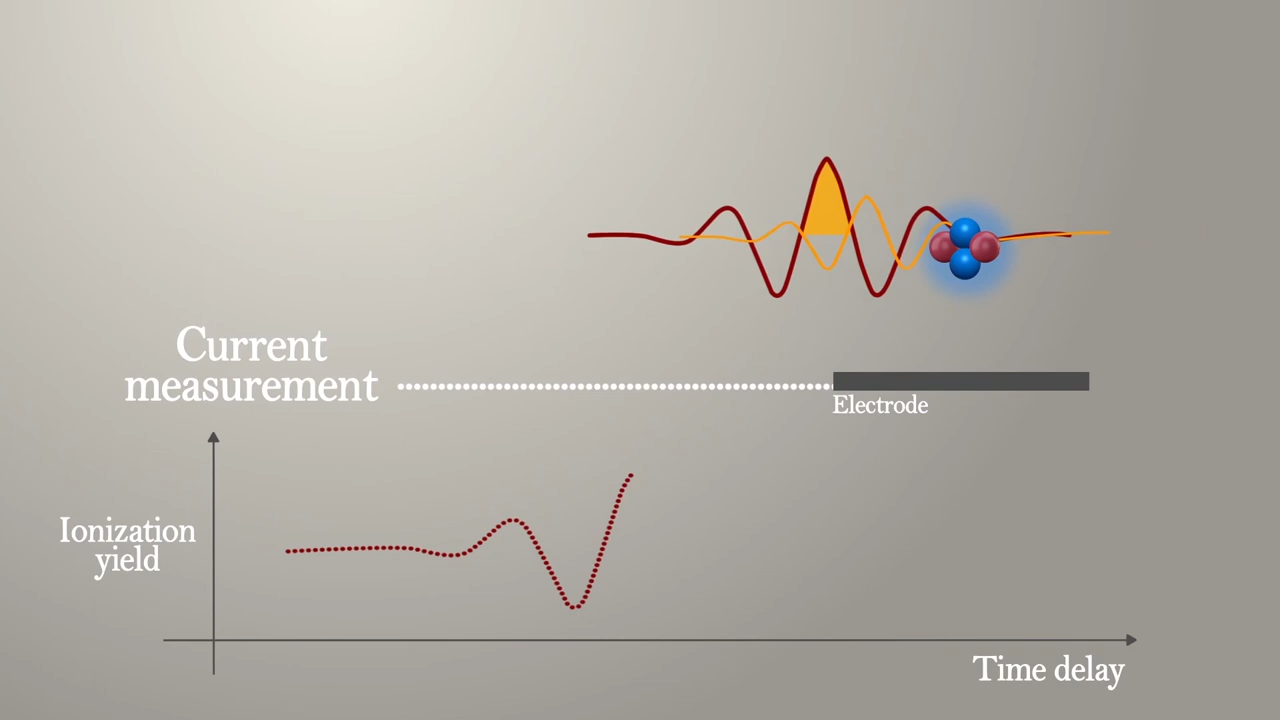 Current
measurement
Electrode
Ionization
yield
Time delay